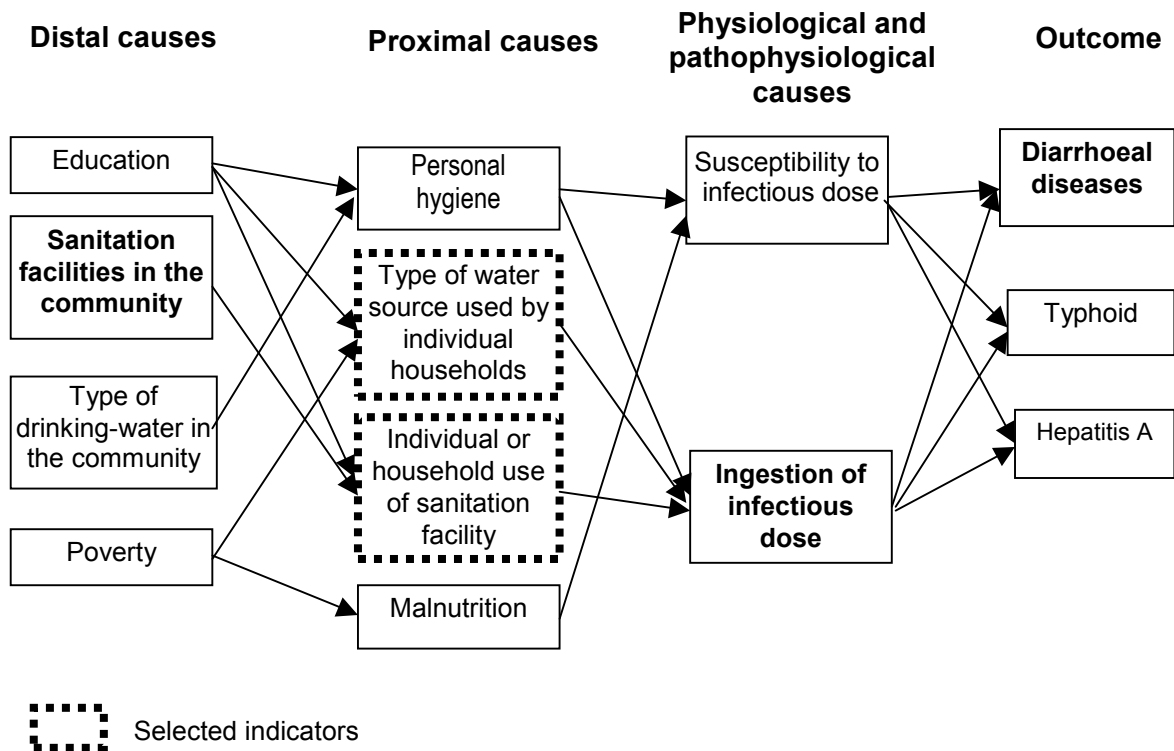 Distal causes
Proximal causes
Physiological and
pathophysiological
causes
Outcome
Education
Sanitation
facilities in the
community
Type of
drinking-water in
the community
Poverty
Personal
hygiene
Type of water
source used by
individual
households
Individual or
household use
of sanitation
facility
Malnutrition
Susceptibility to
infectious dose
Ingestion of
infectious
dose
Diarrhoeal
diseases
Typhoid
Hepatitis A
Selected indicators